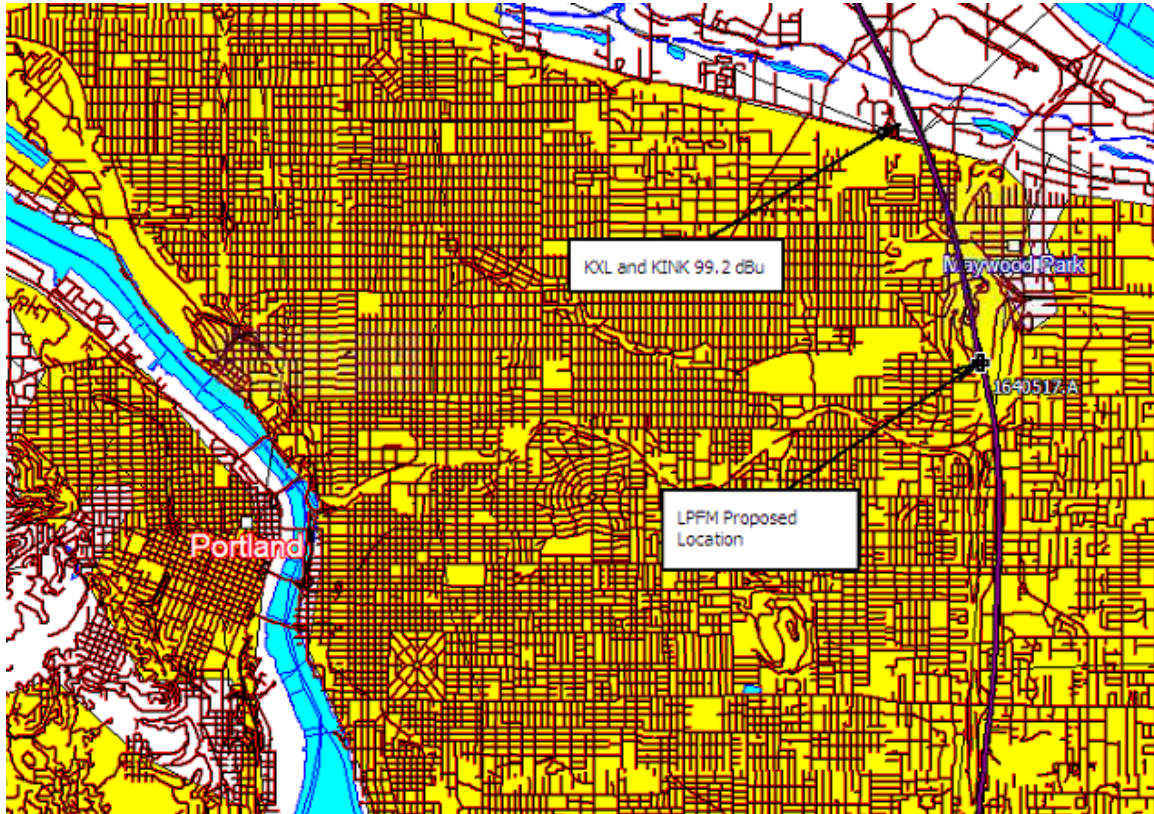 KXL and KINK 99.2 dBu
Maywood Park
1640517.A
LPFM Proposed
Location
Portland